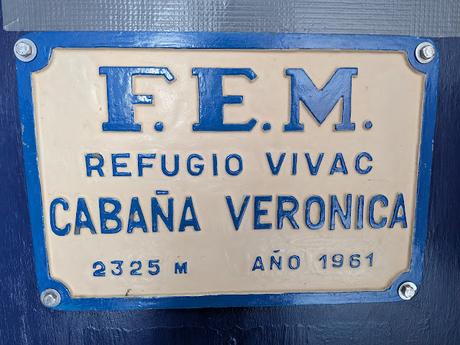 F.E.M.
REFUGIO VIVAC
CABAÑA VERONICA
2325 M AÑO 1961